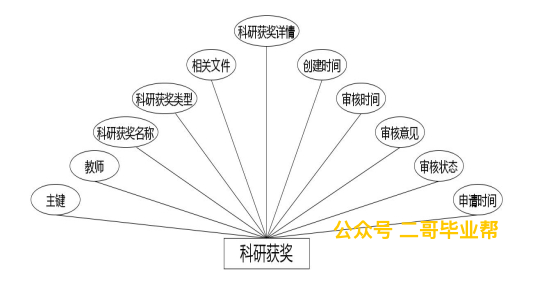 科研获奖详情
相关文件
创建时间
科研获奖类型
审核时间
科研获奖名称
审核意见
教师
审核状态
主键
申请时间
公众号 二哥毕业帮
科研获奖